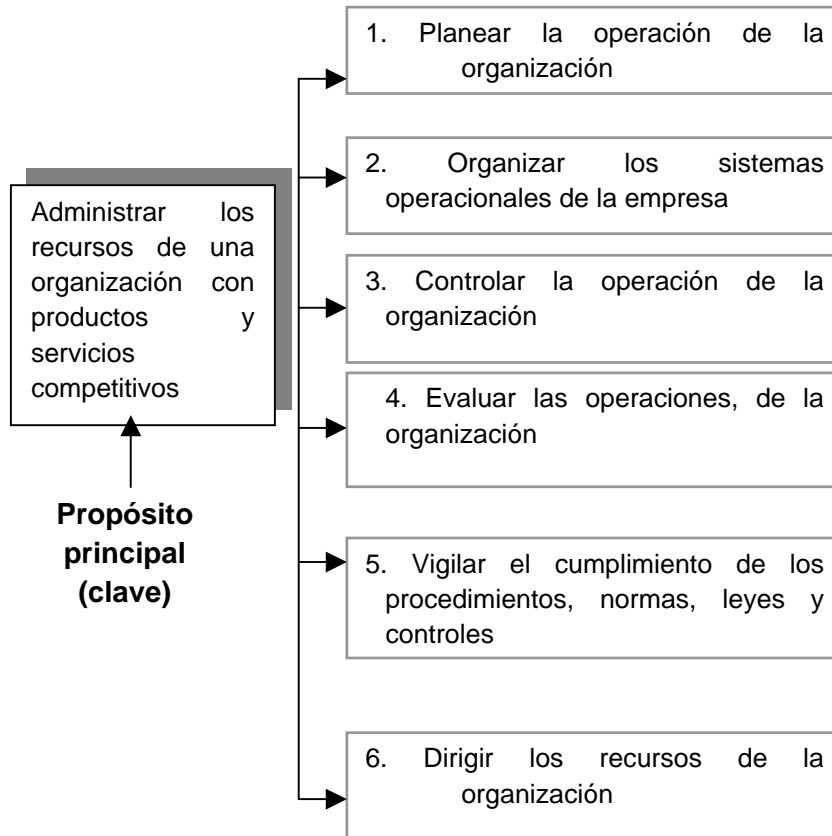 1. Planear la operación de la
organización
2. Organizar los sistemas
operacionales de la empresa
Administrar los
recursos de una
organización con
productos y
servicios
competitivos
3. Controlar la operación de la
organización
4. Evaluar las operaciones, de la
organización
Propósito
principal
(clave)
5. Vigilar el cumplimiento de los
procedimientos, normas, leyes y
controles
6. Dirigir los recursos de la
organización